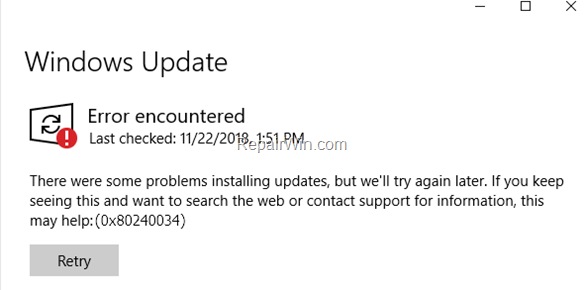 Windows Update
Error encountered
Last checked: 11/22/2018, 1:51 PM
RepairWin.com
There were some problems installing updates, but we'll try again later. If you keep
seeing this and want to search the web or contact support for information, this
may help: (0x80240034)
Retry